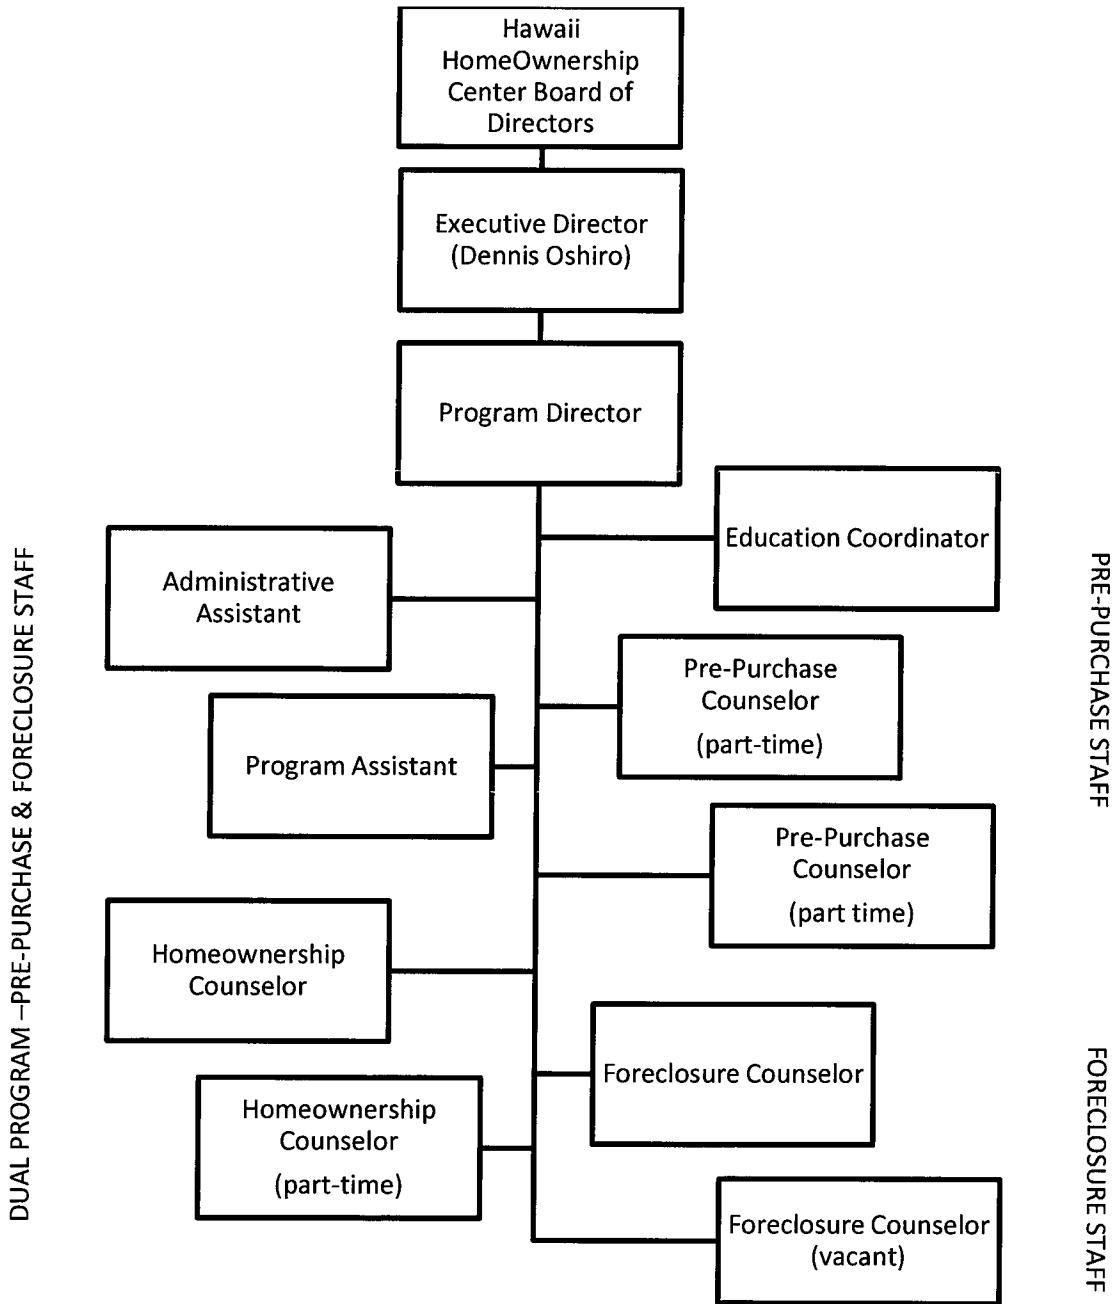 Hawaii
HomeOwnership
Center Board of
Directors
Executive Director
(Dennis Oshiro)
Program Director
Education Coordinator
Administrative
Assistant
Pre-Purchase
Counselor
(part-time)
Program Assistant
Pre-Purchase
Counselor
(part time)
Homeownership
Counselor
Foreclosure Counselor
Homeownership
Counselor
(part-time)
Foreclosure Counselor
(vacant)
DUAL PROGRAM –PRE-PURCHASE & FORECLOSURE STAFF
PRE-PURCHASE STAFF
FORECLOSURE STAFF